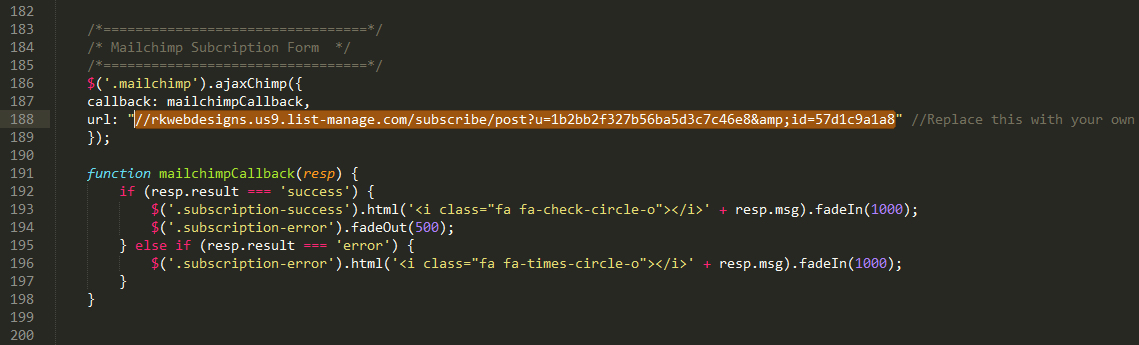 182
183 /*=================================*/
184 /* Mailchimp Subcription Form  */
185 /*=================================*/
186 $('.mailchimp').ajaxChimp({
187 callback: mailchimpCallback,
188 url: "//rkwebdesigns.us9.list-manage.com/subscribe/post?u=1b2bb2f327b56ba5d3c7c46e8&amp;id=57d1c9a1a8" //Replace this with your own
189 });
190
191 function mailchimpCallback(resp) {
192     if (resp.result === 'success') {
193         $('.subscription-success').html('<i class="fa fa-check-circle-o"></i>' + resp.msg).fadeIn(1000);
194         $('.subscription-error').fadeOut(500);
195     } else if (resp.result === 'error') {
196         $('.subscription-error').html('<i class="fa fa-times-circle-o"></i>' + resp.msg).fadeIn(1000);
197     }
198 }
199
200